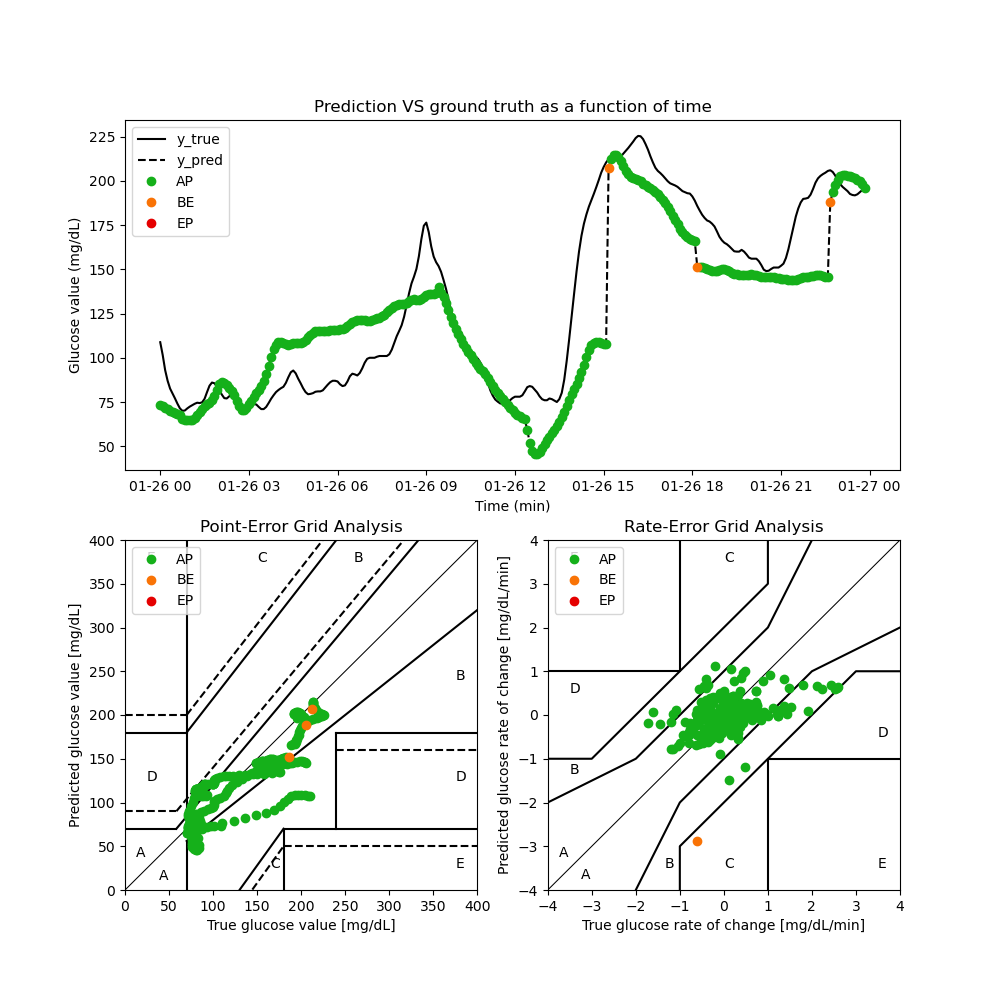 Prediction VS ground truth as a function of time
Glucose value (mg/dL)
225
200
175
150
125
100
75
50
y_true
y_pred
AP
BE
EP
01-26 00
01-26 03
01-26 06
01-26 09
01-26 12
01-26 15
01-26 18
01-26 21
01-27 00
Time (min)
Point-Error Grid Analysis
Predicted glucose value [mg/dL]
400
350
300
250
200
150
100
50
0
AP
BE
EP
C
B
B
D
D
A
A
C
E
0
50
100
150
200
250
300
350
400
True glucose value [mg/dL]
Rate-Error Grid Analysis
Predicted glucose rate of change [mg/dL/min]
4
3
2
1
0
−1
−2
−3
−4
AP
BE
EP
C
D
D
B
A
A
B
C
E
−4
−3
−2
−1
0
1
2
3
4
True glucose rate of change [mg/dL/min]